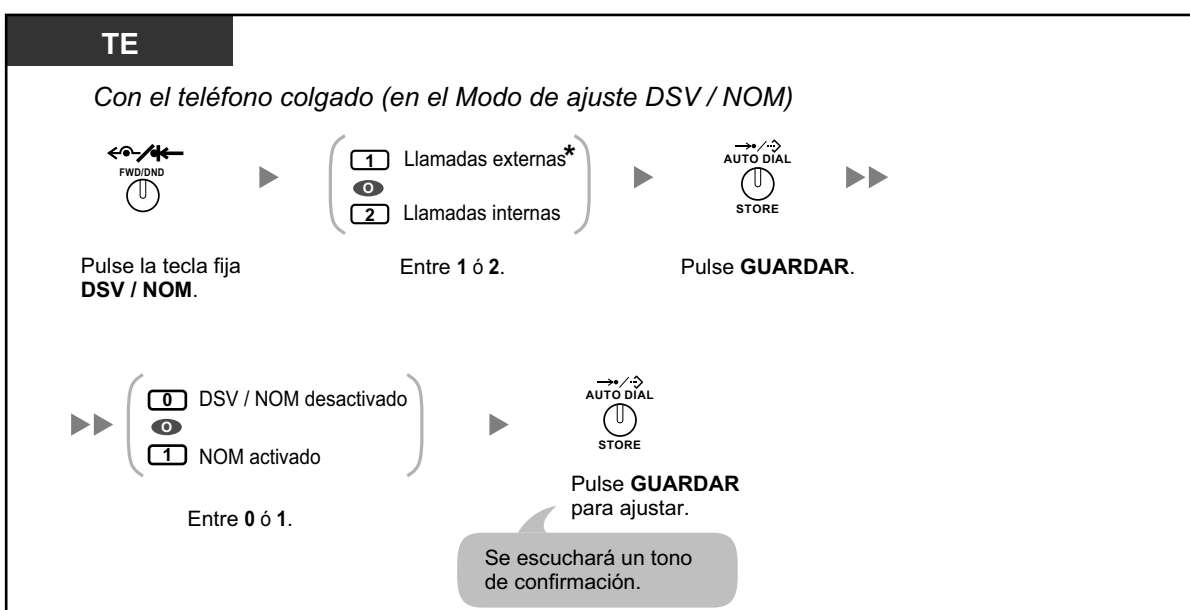 TE
Con el teléfono colgado (en el Modo de ajuste DSV / NOM)
FWD/DND
1 Llamadas externas*
O
2 Llamadas internas
AUTO DIAL
STORE
Pulse la tecla fija
DSV / NOM.
Entre 1 ó 2.
Pulse GUARDAR.
0 DSV / NOM desactivado
O
1 NOM activado
AUTO DIAL
STORE
Entre 0 ó 1.
Pulse GUARDAR
para ajustar.
Se escuchará un tono
de confirmación.